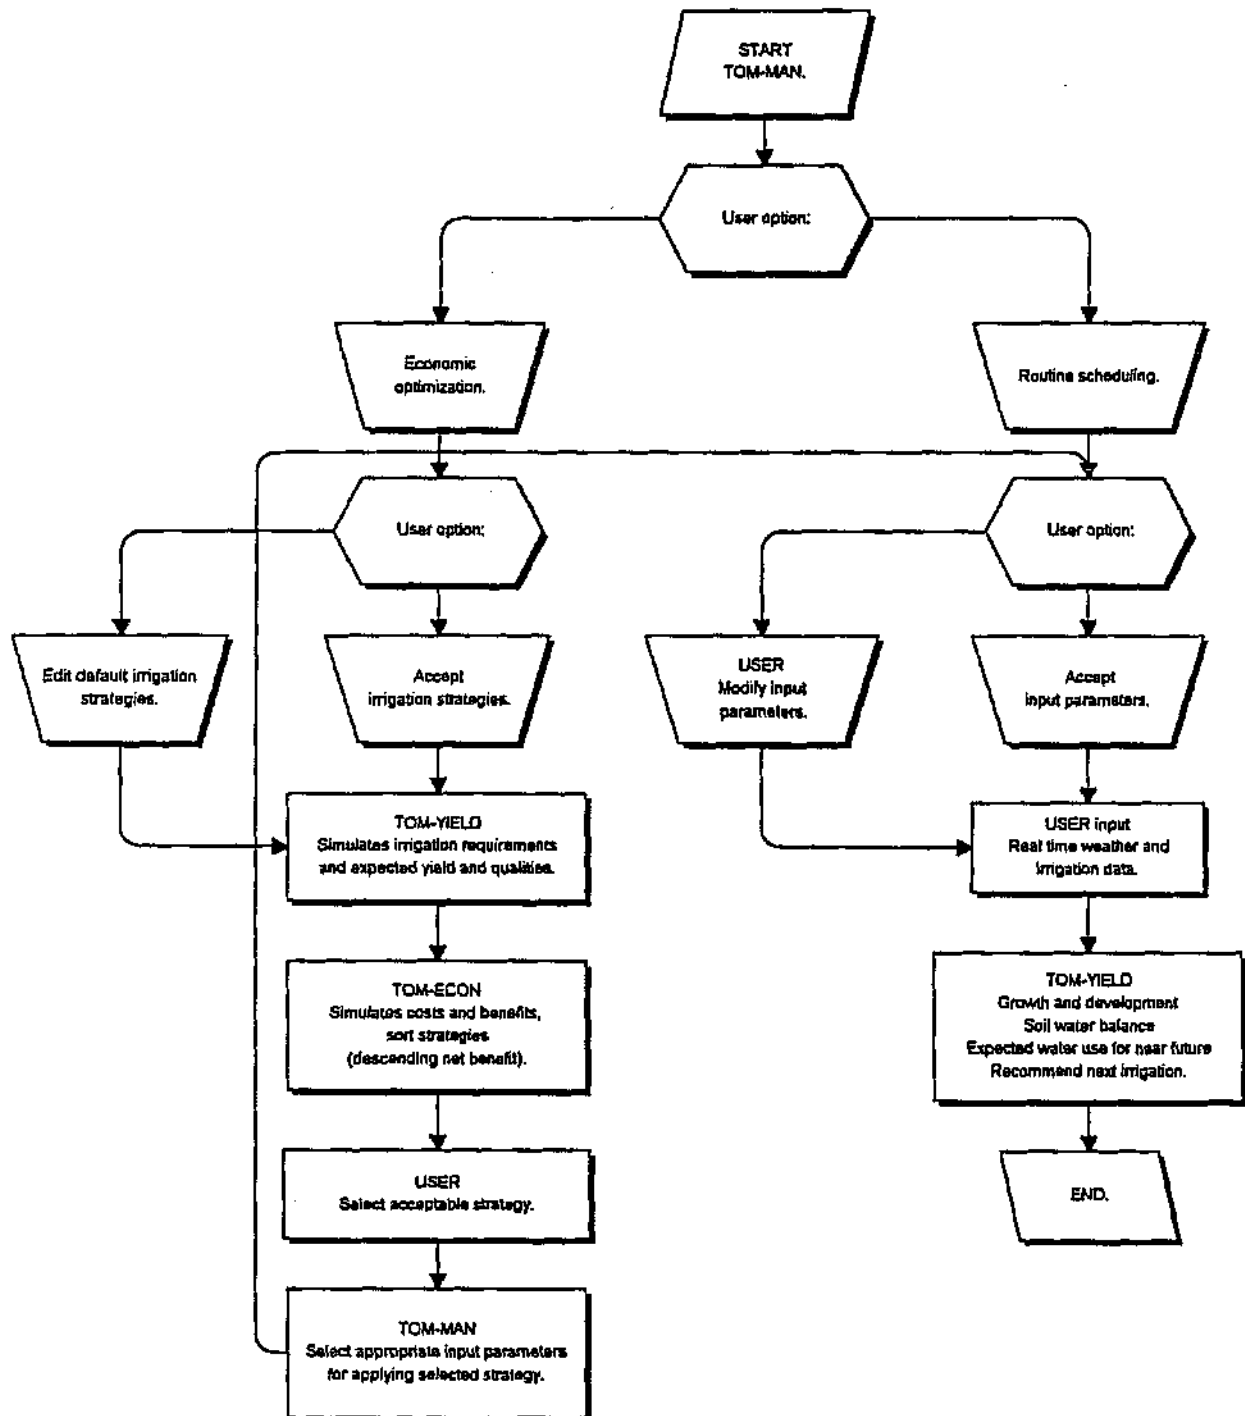 START
TOM-MAN.
User option:
Economic
optimization.
Routine scheduling.
User option:
User option:
Edit default irrigation
strategies.
Accept
irrigation strategies.
USER
Modify input
parameters.
Accept
input parameters.
TOM-YIELD
Simulates irrigation requirements
and expected yield and qualities.
USER input
Real time weather and
irrigation data.
TOM-ECON
Simulates costs and benefits,
sort strategies
(descending net benefit).
TOM-YIELD
Growth and development
Soil water balance
Expected water use for near future
Recommend next irrigation.
USER
Select acceptable strategy.
END.
TOM-MAN
Select appropriate input parameters
for applying selected strategy.